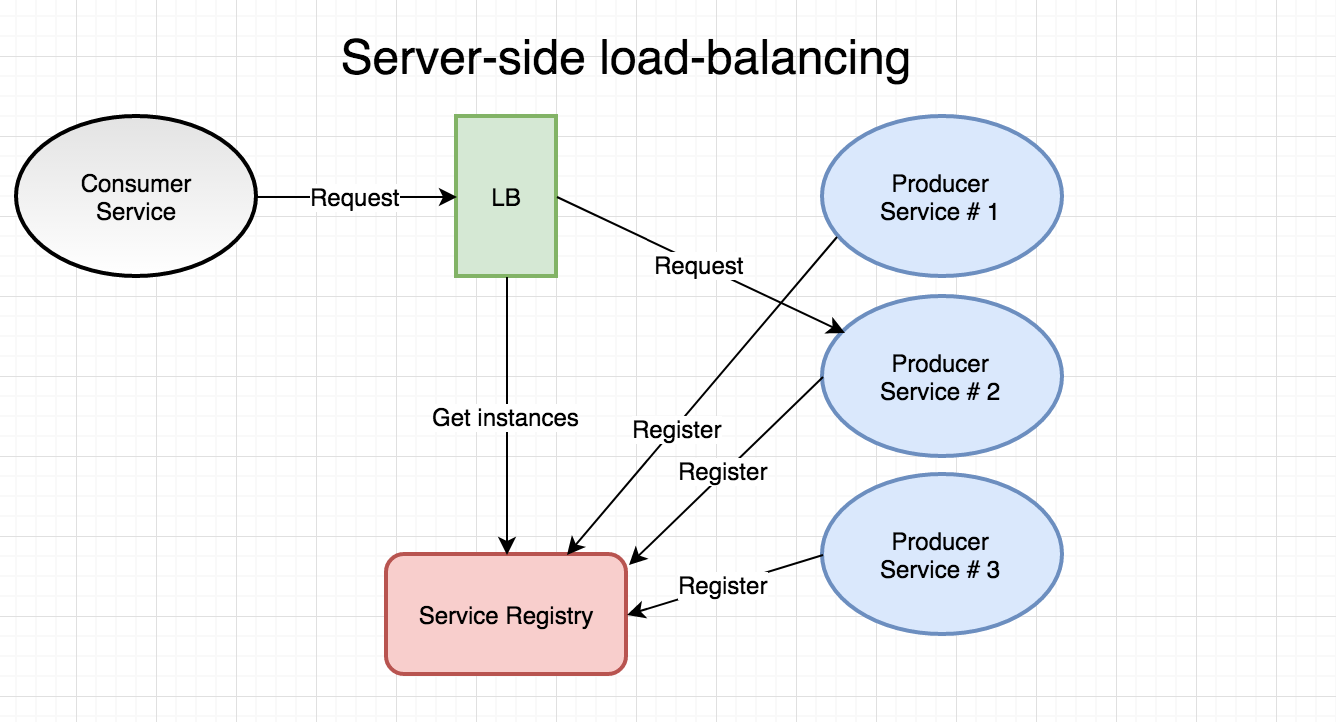 Server-side load-balancing
Consumer
Service
Request
LB
Producer
Service # 1
Request
Producer
Service # 2
Get instances
Register
Register
Producer
Service # 3
Register
Service Registry